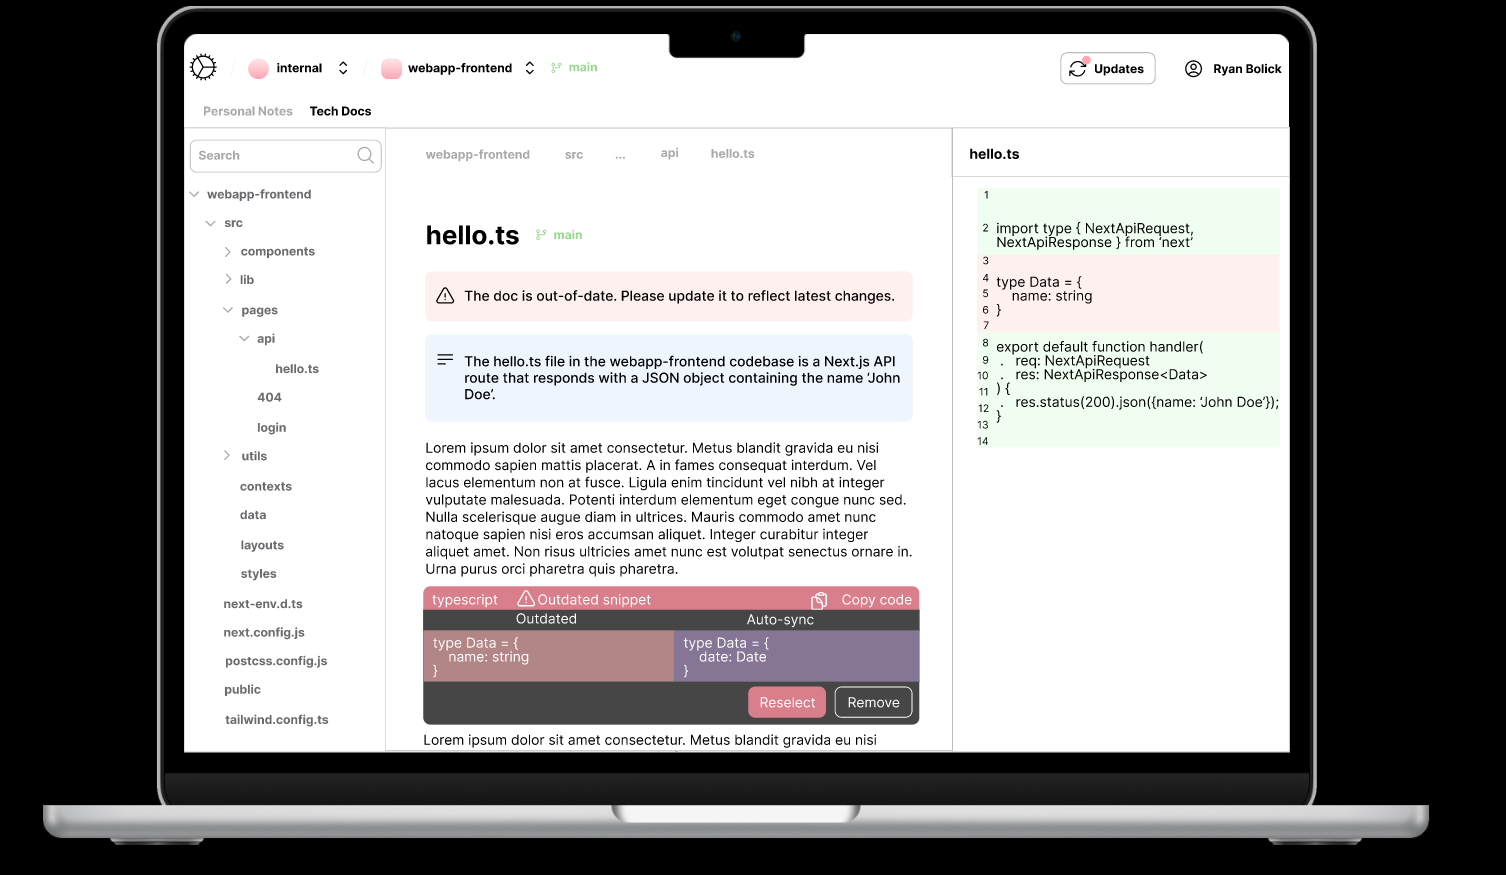 internal
webapp-frontend
main
Updates
Ryan Bolick
Personal Notes
Tech Docs
Search
webapp-frontend
src
components
lib
pages
api
hello.ts
404
login
utils
contexts
data
layouts
styles
next-env.d.ts
next.config.js
postcss.config.js
public
tailwind.config.ts
webapp-frontend src ... api hello.ts
hello.ts main
The doc is out-of-date. Please update it to reflect latest changes.
The hello.ts file in the webapp-frontend codebase is a Next.js API
route that responds with a JSON object containing the name ‘John
Doe’.
Lorem ipsum dolor sit amet consectetur. Metus blandit gravida eu nisi
commodo sapien mattis placerat. A in fames consequat interdum. Vel
lacus elementum non at fusce. Ligula enim tincidunt vel nibh at integer
vulputate malesuada. Potenti interdum elementum eget congue nunc sed.
Nulla scelerisque augue diam in ultrices. Mauris commodo amet nunc
natoque sapien nisi eros accumsan aliquet. Integer curabitur integer
aliquet amet. Non risus ultricies amet nunc est volutpat senectus ornare in.
Urna purus orci pharetra quis pharetra.
typescript Outdated snippet Copy code
Outdated Auto-sync
type Data = {
name: string
}
type Data = {
date: Date
}
Reselect Remove
Lorem ipsum dolor sit amet consectetur. Metus blandit gravida eu nisi
hello.ts
1
2 import type { NextApiRequest,
NextApiResponse } from ‘next’
3
4 type Data = {
5 name: string
6 }
7
8 export default function handler(
9 . req: NextApiRequest
10 . res: NextApiResponse<Data>
11 ) {
12 . res.status(200).json({name: ‘John Doe’});
13 }
14